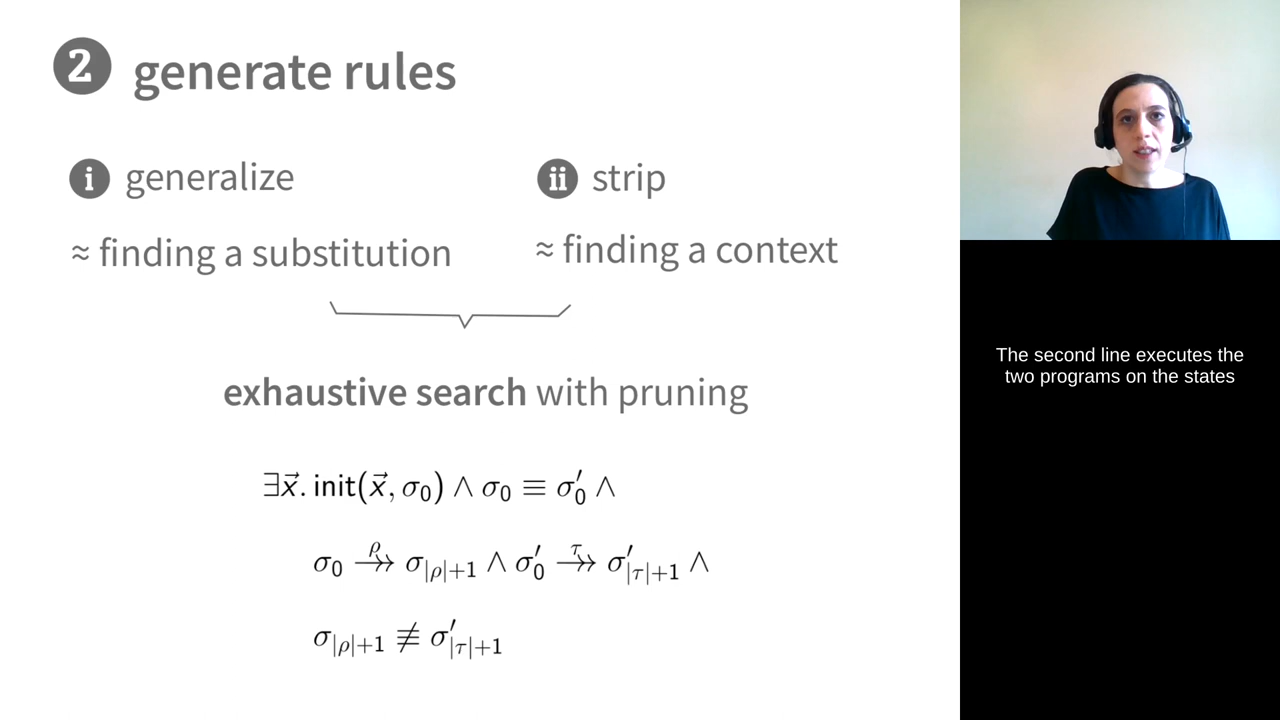 2 generate rules
i generalize
ii strip
≈ finding a substitution
≈ finding a context
exhaustive search with pruning
∃x⃗. init(x⃗, σ₀) ∧ σ₀ ≡ σ′₀ ∧
σ₀ —ρ↠ σ|ρ|+1 ∧ σ′₀ —τ↠ σ′|τ|+1 ∧
σ|ρ|+1 ≢ σ′|τ|+1
The second line executes the
two programs on the states